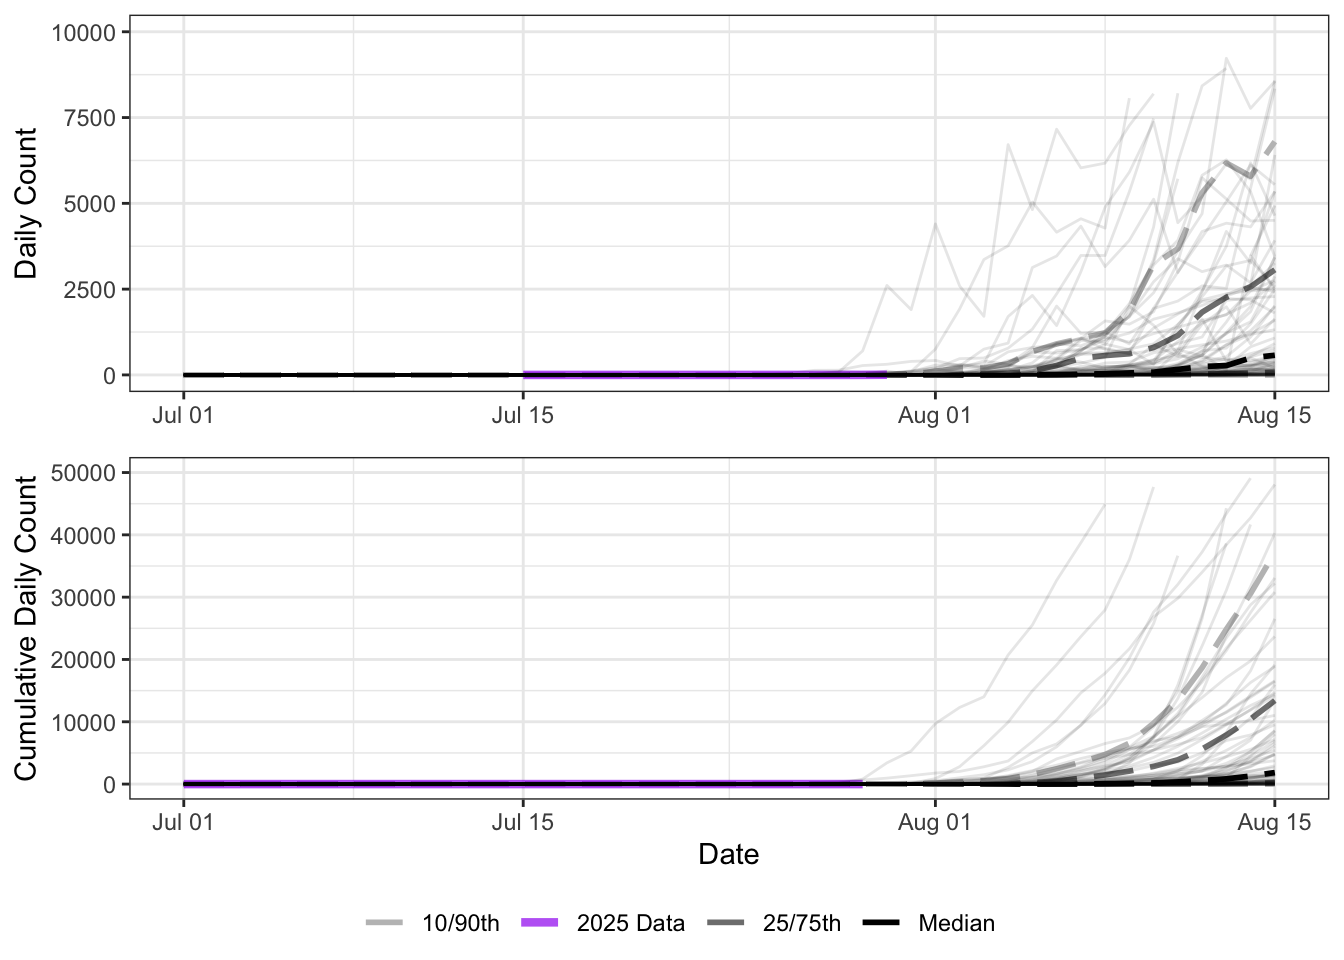 10000
7500
5000
2500
0
Daily Count
Jul 01 Jul 15 Aug 01 Aug 15
50000
40000
30000
20000
10000
0
Cumulative Daily Count
Jul 01 Jul 15 Aug 01 Aug 15
Date
10/90th 2025 Data 25/75th Median